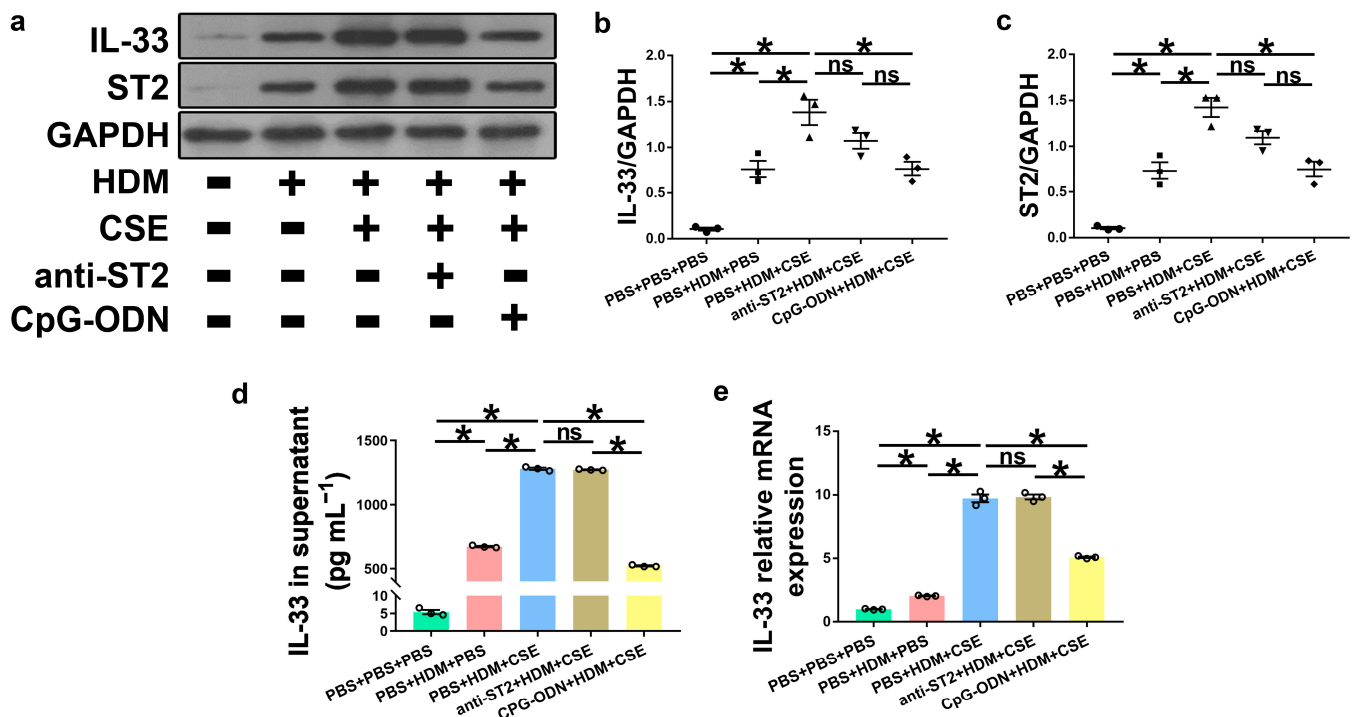 a
IL-33
ST2
GAPDH
HDM - + + + +
CSE - - + + +
anti-ST2 - - - + -
CpG-ODN - - - - +
b
IL-33/GAPDH
2.0
1.5
1.0
0.5
0.0
* *
* * ns ns
PBS+PBS+PBS
PBS+HDM+PBS
PBS+HDM+CSE
anti-ST2+HDM+CSE
CpG-ODN+HDM+CSE
c
ST2/GAPDH
2.0
1.5
1.0
0.5
0.0
* *
* * ns ns
PBS+PBS+PBS
PBS+HDM+PBS
PBS+HDM+CSE
anti-ST2+HDM+CSE
CpG-ODN+HDM+CSE
d
IL-33 in supernatant
(pg mL⁻¹)
1500
1000
500
10
5
0
* *
* * ns *
PBS+PBS+PBS
PBS+HDM+PBS
PBS+HDM+CSE
anti-ST2+HDM+CSE
CPG-ODN+HDM+CSE
e
IL-33 relative mRNA
expression
15
10
5
0
* *
* * ns *
PBS+PBS+PBS
PBS+HDM+PBS
PBS+HDM+CSE
anti-ST2+HDM+CSE
CpG-ODN+HDM+CSE